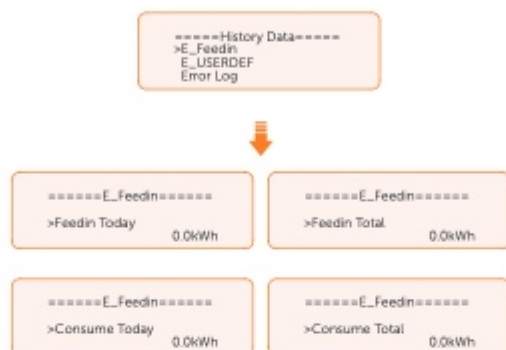 =====History Data=====
>E_Feedin
E_USERDEF
Error Log
======E_Feedin======
>Feedin Today
0.0kWh
======E_Feedin======
>Feedin Total
0.0kWh
======E_Feedin======
>Consume Today
0.0kWh
======E_Feedin======
>Consume Total
0.0kWh